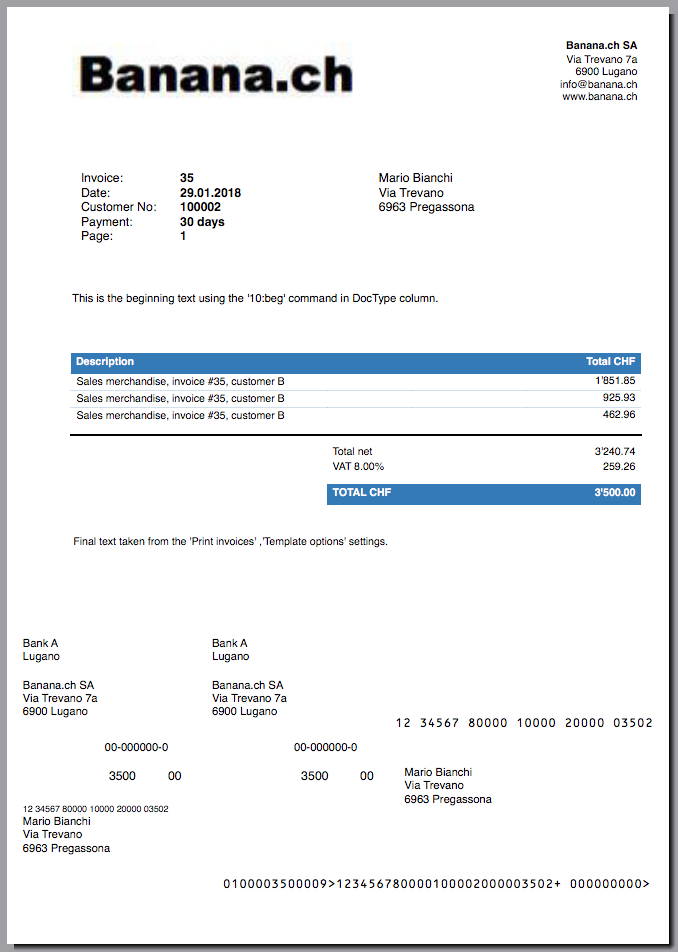 Banana.ch
Banana.ch SA
Via Trevano 7a
6900 Lugano
info@banana.ch
www.banana.ch
Invoice: 35
Date: 29.01.2018
Customer No: 100002
Payment: 30 days
Page: 1
Mario Bianchi
Via Trevano
6963 Pregassona
This is the beginning text using the '10:beg' command in DocType column.
Description Total CHF
Sales merchandise, invoice #35, customer B 1'851.85
Sales merchandise, invoice #35, customer B 925.93
Sales merchandise, invoice #35, customer B 462.96
Total net 3'240.74
VAT 8.00% 259.26
TOTAL CHF 3'500.00
Final text taken from the 'Print invoices' ,'Template options' settings.
Bank A
Lugano
Banana.ch SA
Via Trevano 7a
6900 Lugano
00-000000-0
3500 00
12 34567 80000 10000 20000 03502
Mario Bianchi
Via Trevano
6963 Pregassona
Bank A
Lugano
Banana.ch SA
Via Trevano 7a
6900 Lugano
00-000000-0
3500 00
12 34567 80000 10000 20000 03502
Mario Bianchi
Via Trevano
6963 Pregassona
0100003500009>123456780000100002000003502+ 000000000>